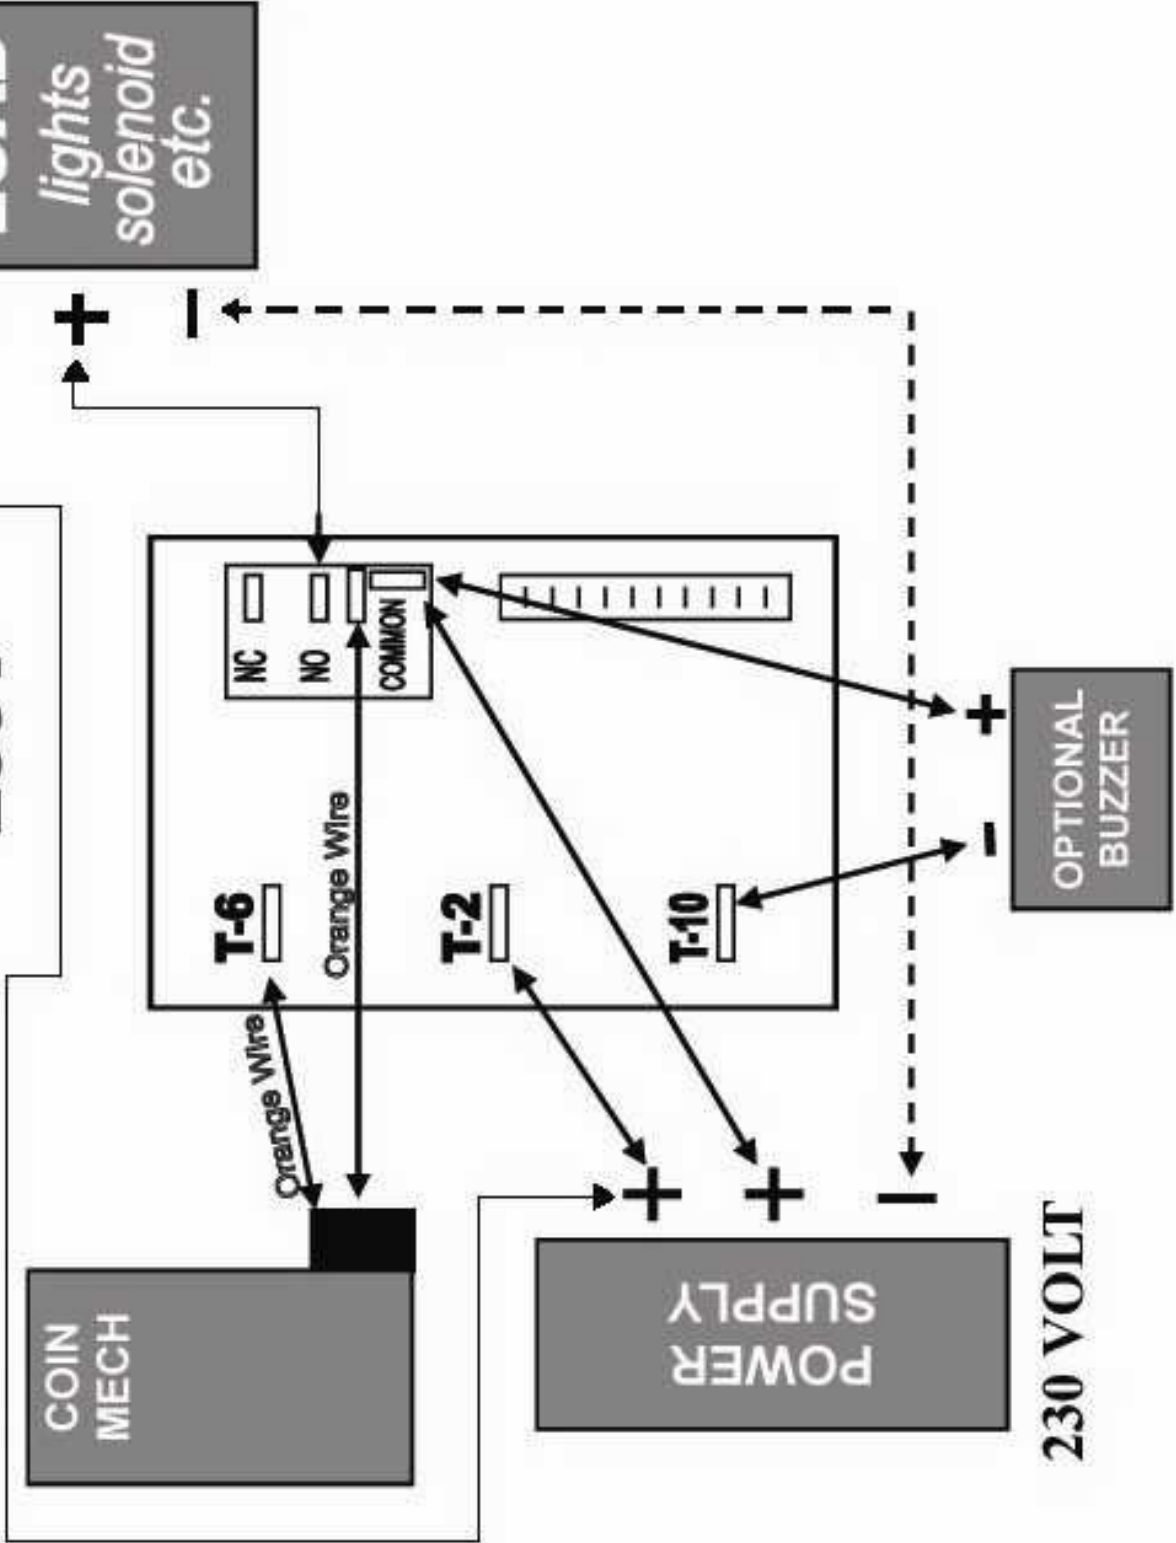 lights
solenoid
etc.
NC
NO
COMMON
T-6
T-2
T-10
Orange Wire
Orange Wire
COIN
MECH
POWER
SUPPLY
230 VOLT
OPTIONAL
BUZZER
+
−
+
+
−
+
−